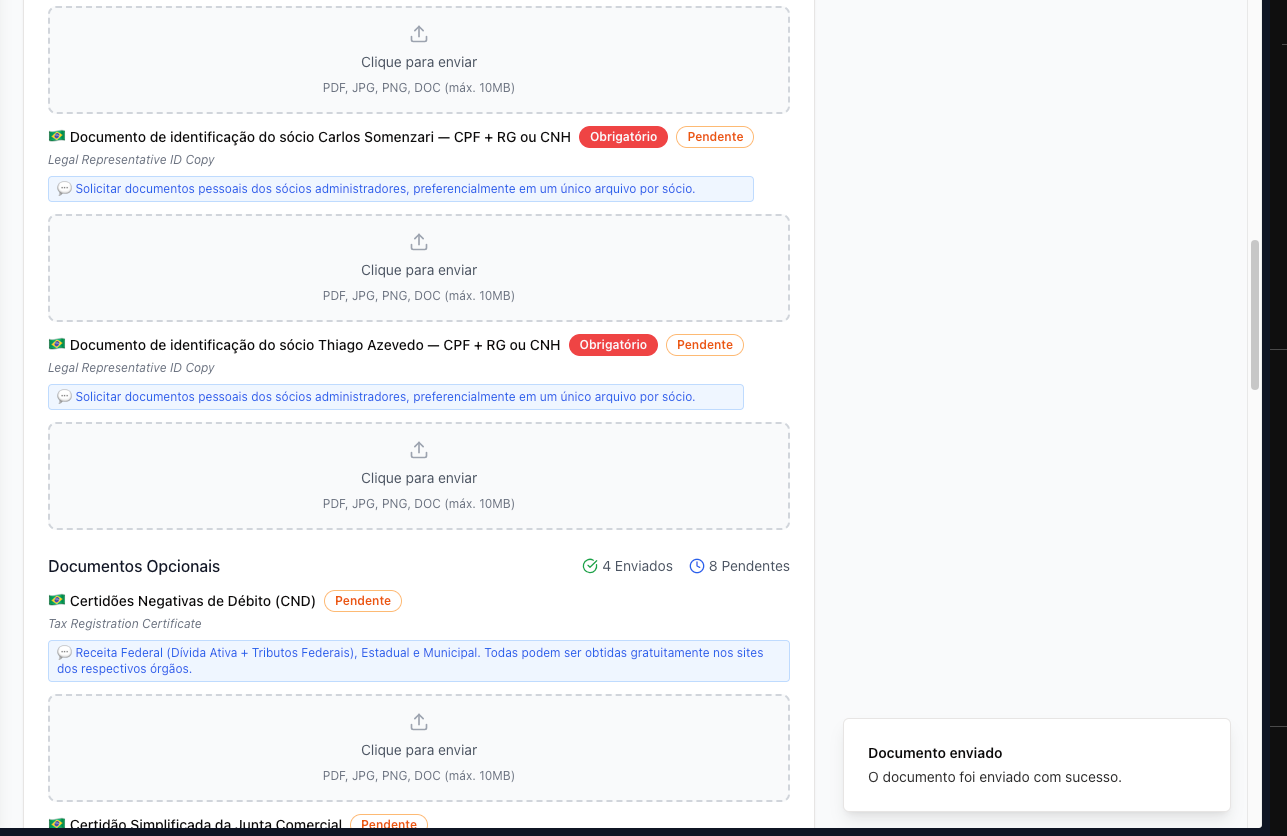 Clique para enviar
PDF, JPG, PNG, DOC (máx. 10MB)
Documento de identificação do sócio Carlos Somenzari — CPF + RG ou CNH Obrigatório Pendente
Legal Representative ID Copy
Solicitar documentos pessoais dos sócios administradores, preferencialmente em um único arquivo por sócio.
Clique para enviar
PDF, JPG, PNG, DOC (máx. 10MB)
Documento de identificação do sócio Thiago Azevedo — CPF + RG ou CNH Obrigatório Pendente
Legal Representative ID Copy
Solicitar documentos pessoais dos sócios administradores, preferencialmente em um único arquivo por sócio.
Clique para enviar
PDF, JPG, PNG, DOC (máx. 10MB)
Documentos Opcionais 4 Enviados 8 Pendentes
Certidões Negativas de Débito (CND) Pendente
Tax Registration Certificate
Receita Federal (Dívida Ativa + Tributos Federais), Estadual e Municipal. Todas podem ser obtidas gratuitamente nos sites
dos respectivos órgãos.
Clique para enviar
PDF, JPG, PNG, DOC (máx. 10MB)
Certidão Simplificada da Junta Comercial Pendente
Documento enviado
O documento foi enviado com sucesso.